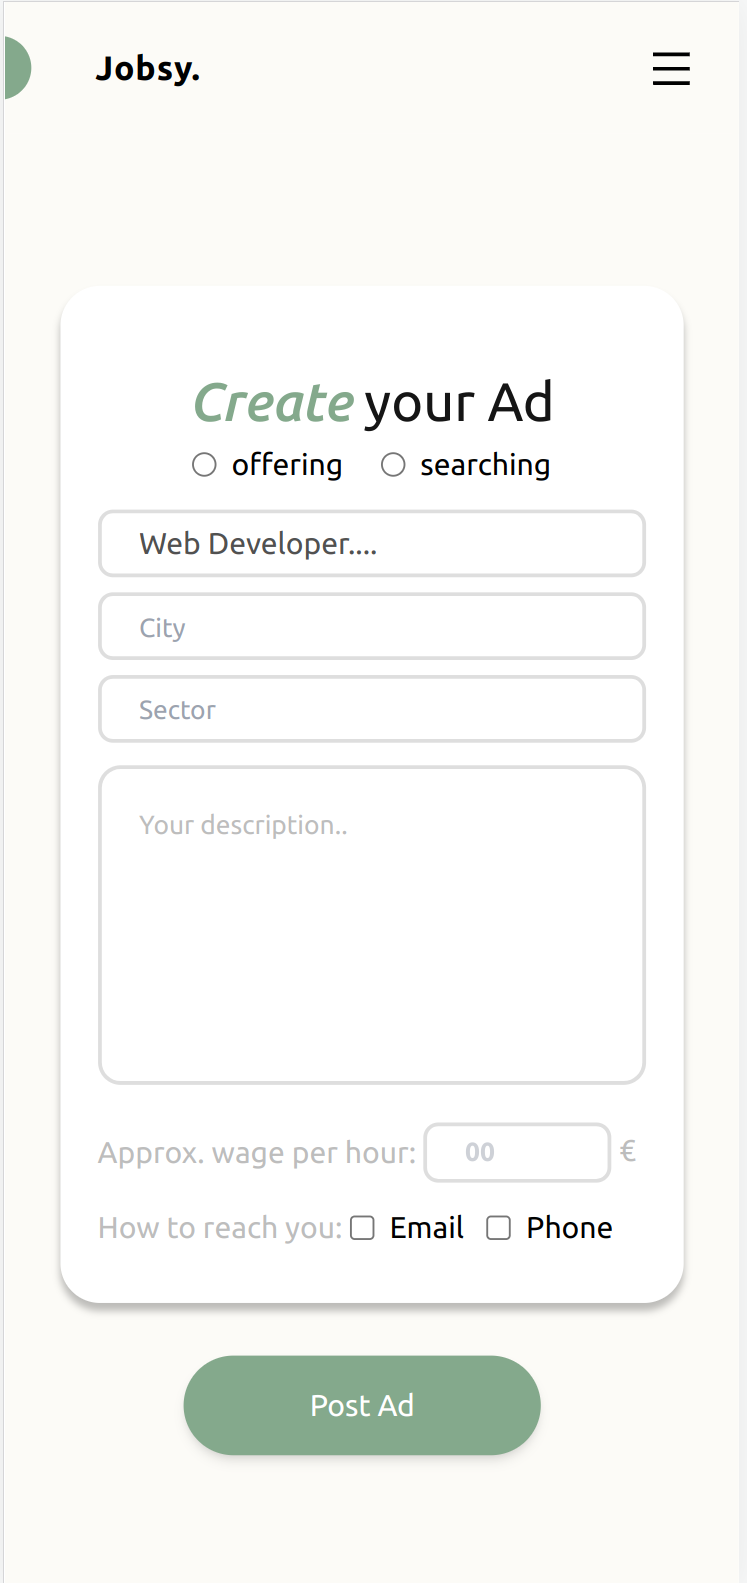 Jobsy.
Create your Ad
offering searching
Web Developer....
City
Sector
Your description..
Approx. wage per hour: 00 €
How to reach you: Email Phone
Post Ad